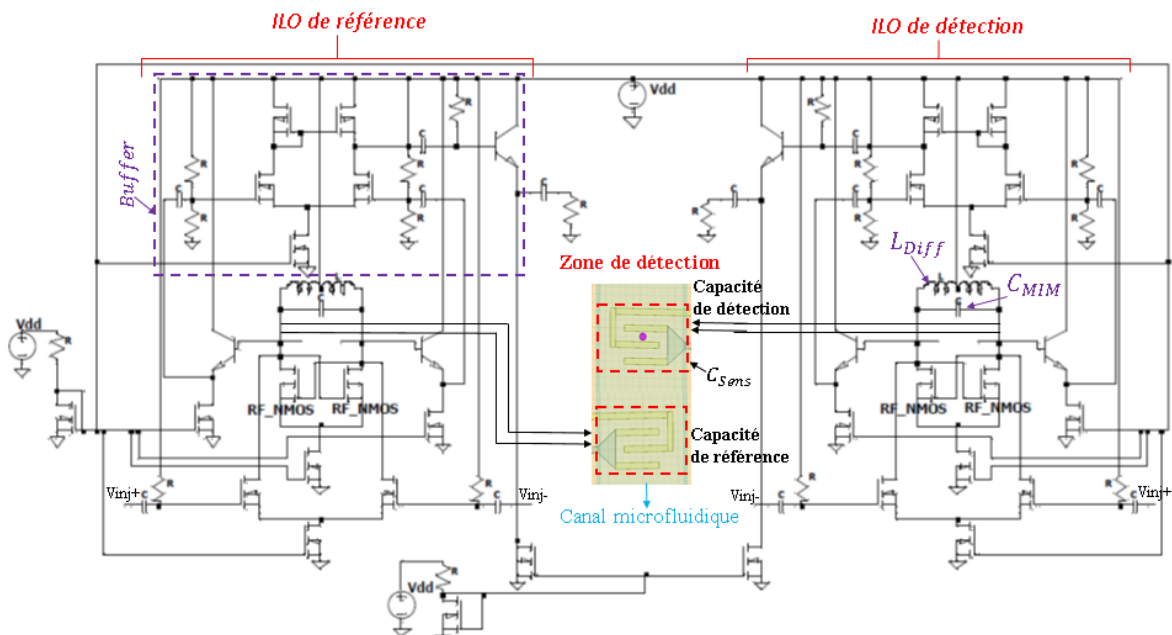 ILO de référence
ILO de détection
Vdd
R
R
C
R
C
C
R
R
C
R
Buffer
R
C
R
R
C
R
C
C
R
R
L_Diff
C_MIM
Zone de détection
Capacité
de détection
C_Sens
L
C
L
C
Vdd
R
RF_NMOS
RF_NMOS
RF_NMOS
RF_NMOS
Capacité
de référence
Vinj+
C
R
R
C
Vinj-
Vinj-
C
R
R
C
Vinj+
Canal microfluidique
Vdd
R